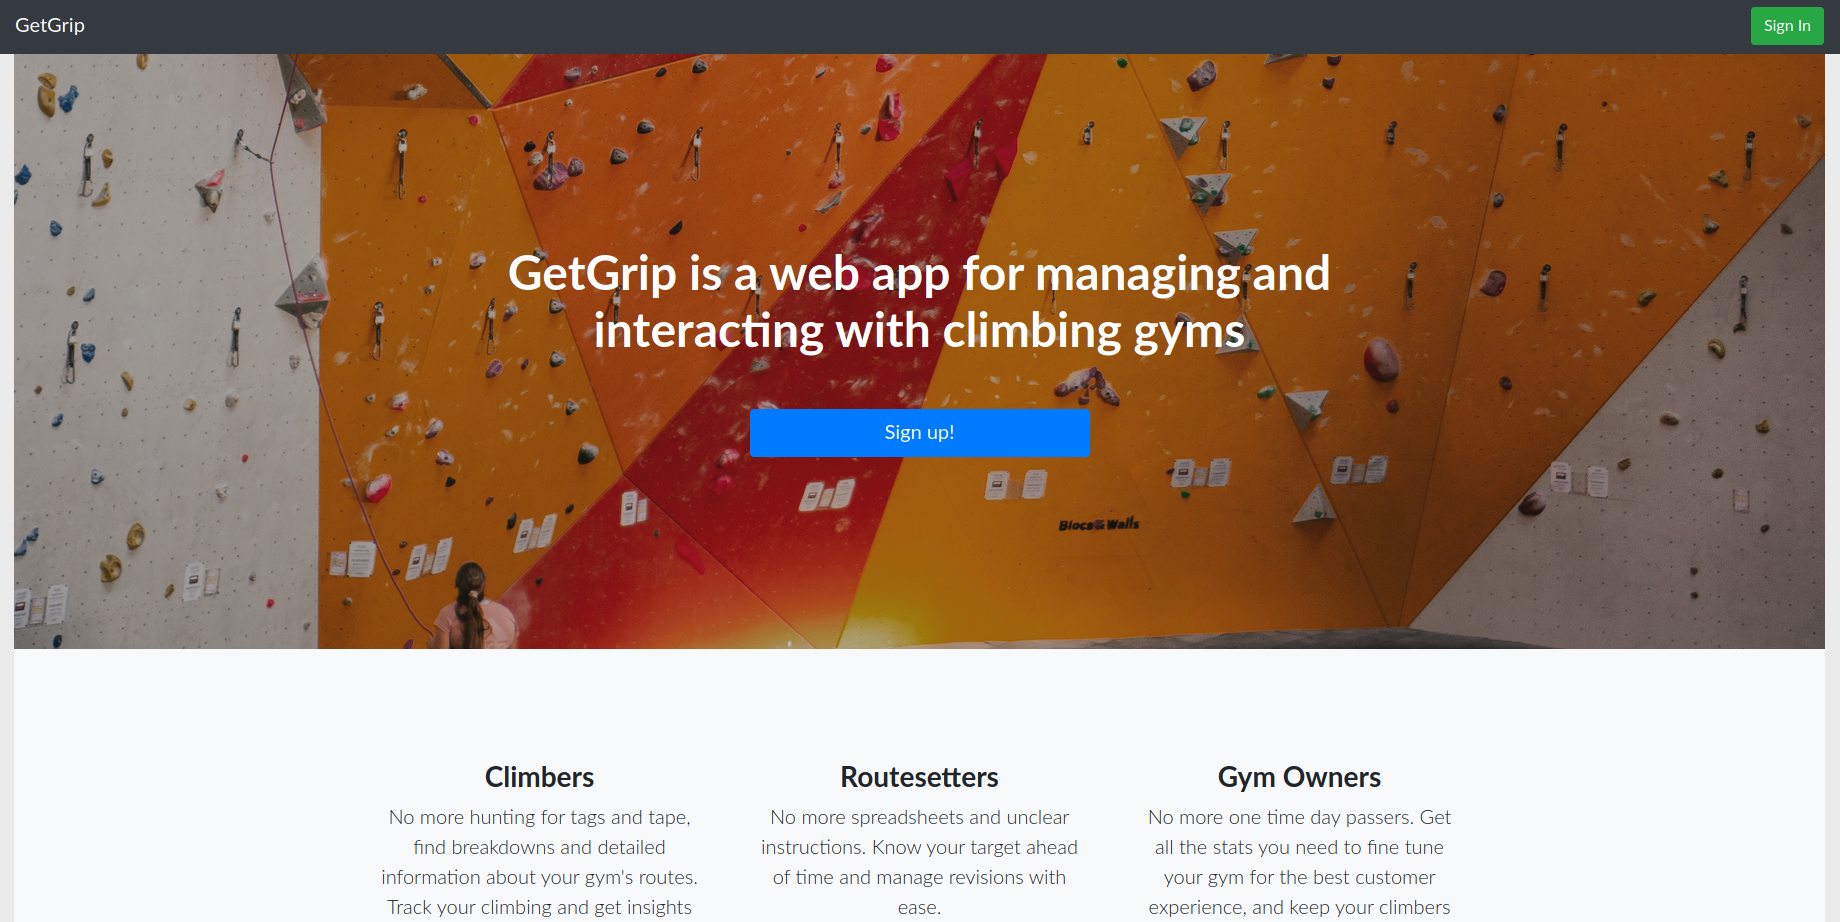 GetGrip
Sign In
GetGrip is a web app for managing and
interacting with climbing gyms
Sign up!
Blocs & Walls
Climbers
No more hunting for tags and tape,
find breakdowns and detailed
information about your gym's routes.
Track your climbing and get insights
Routesetters
No more spreadsheets and unclear
instructions. Know your target ahead
of time and manage revisions with
ease.
Gym Owners
No more one time day passers. Get
all the stats you need to fine tune
your gym for the best customer
experience, and keep your climbers